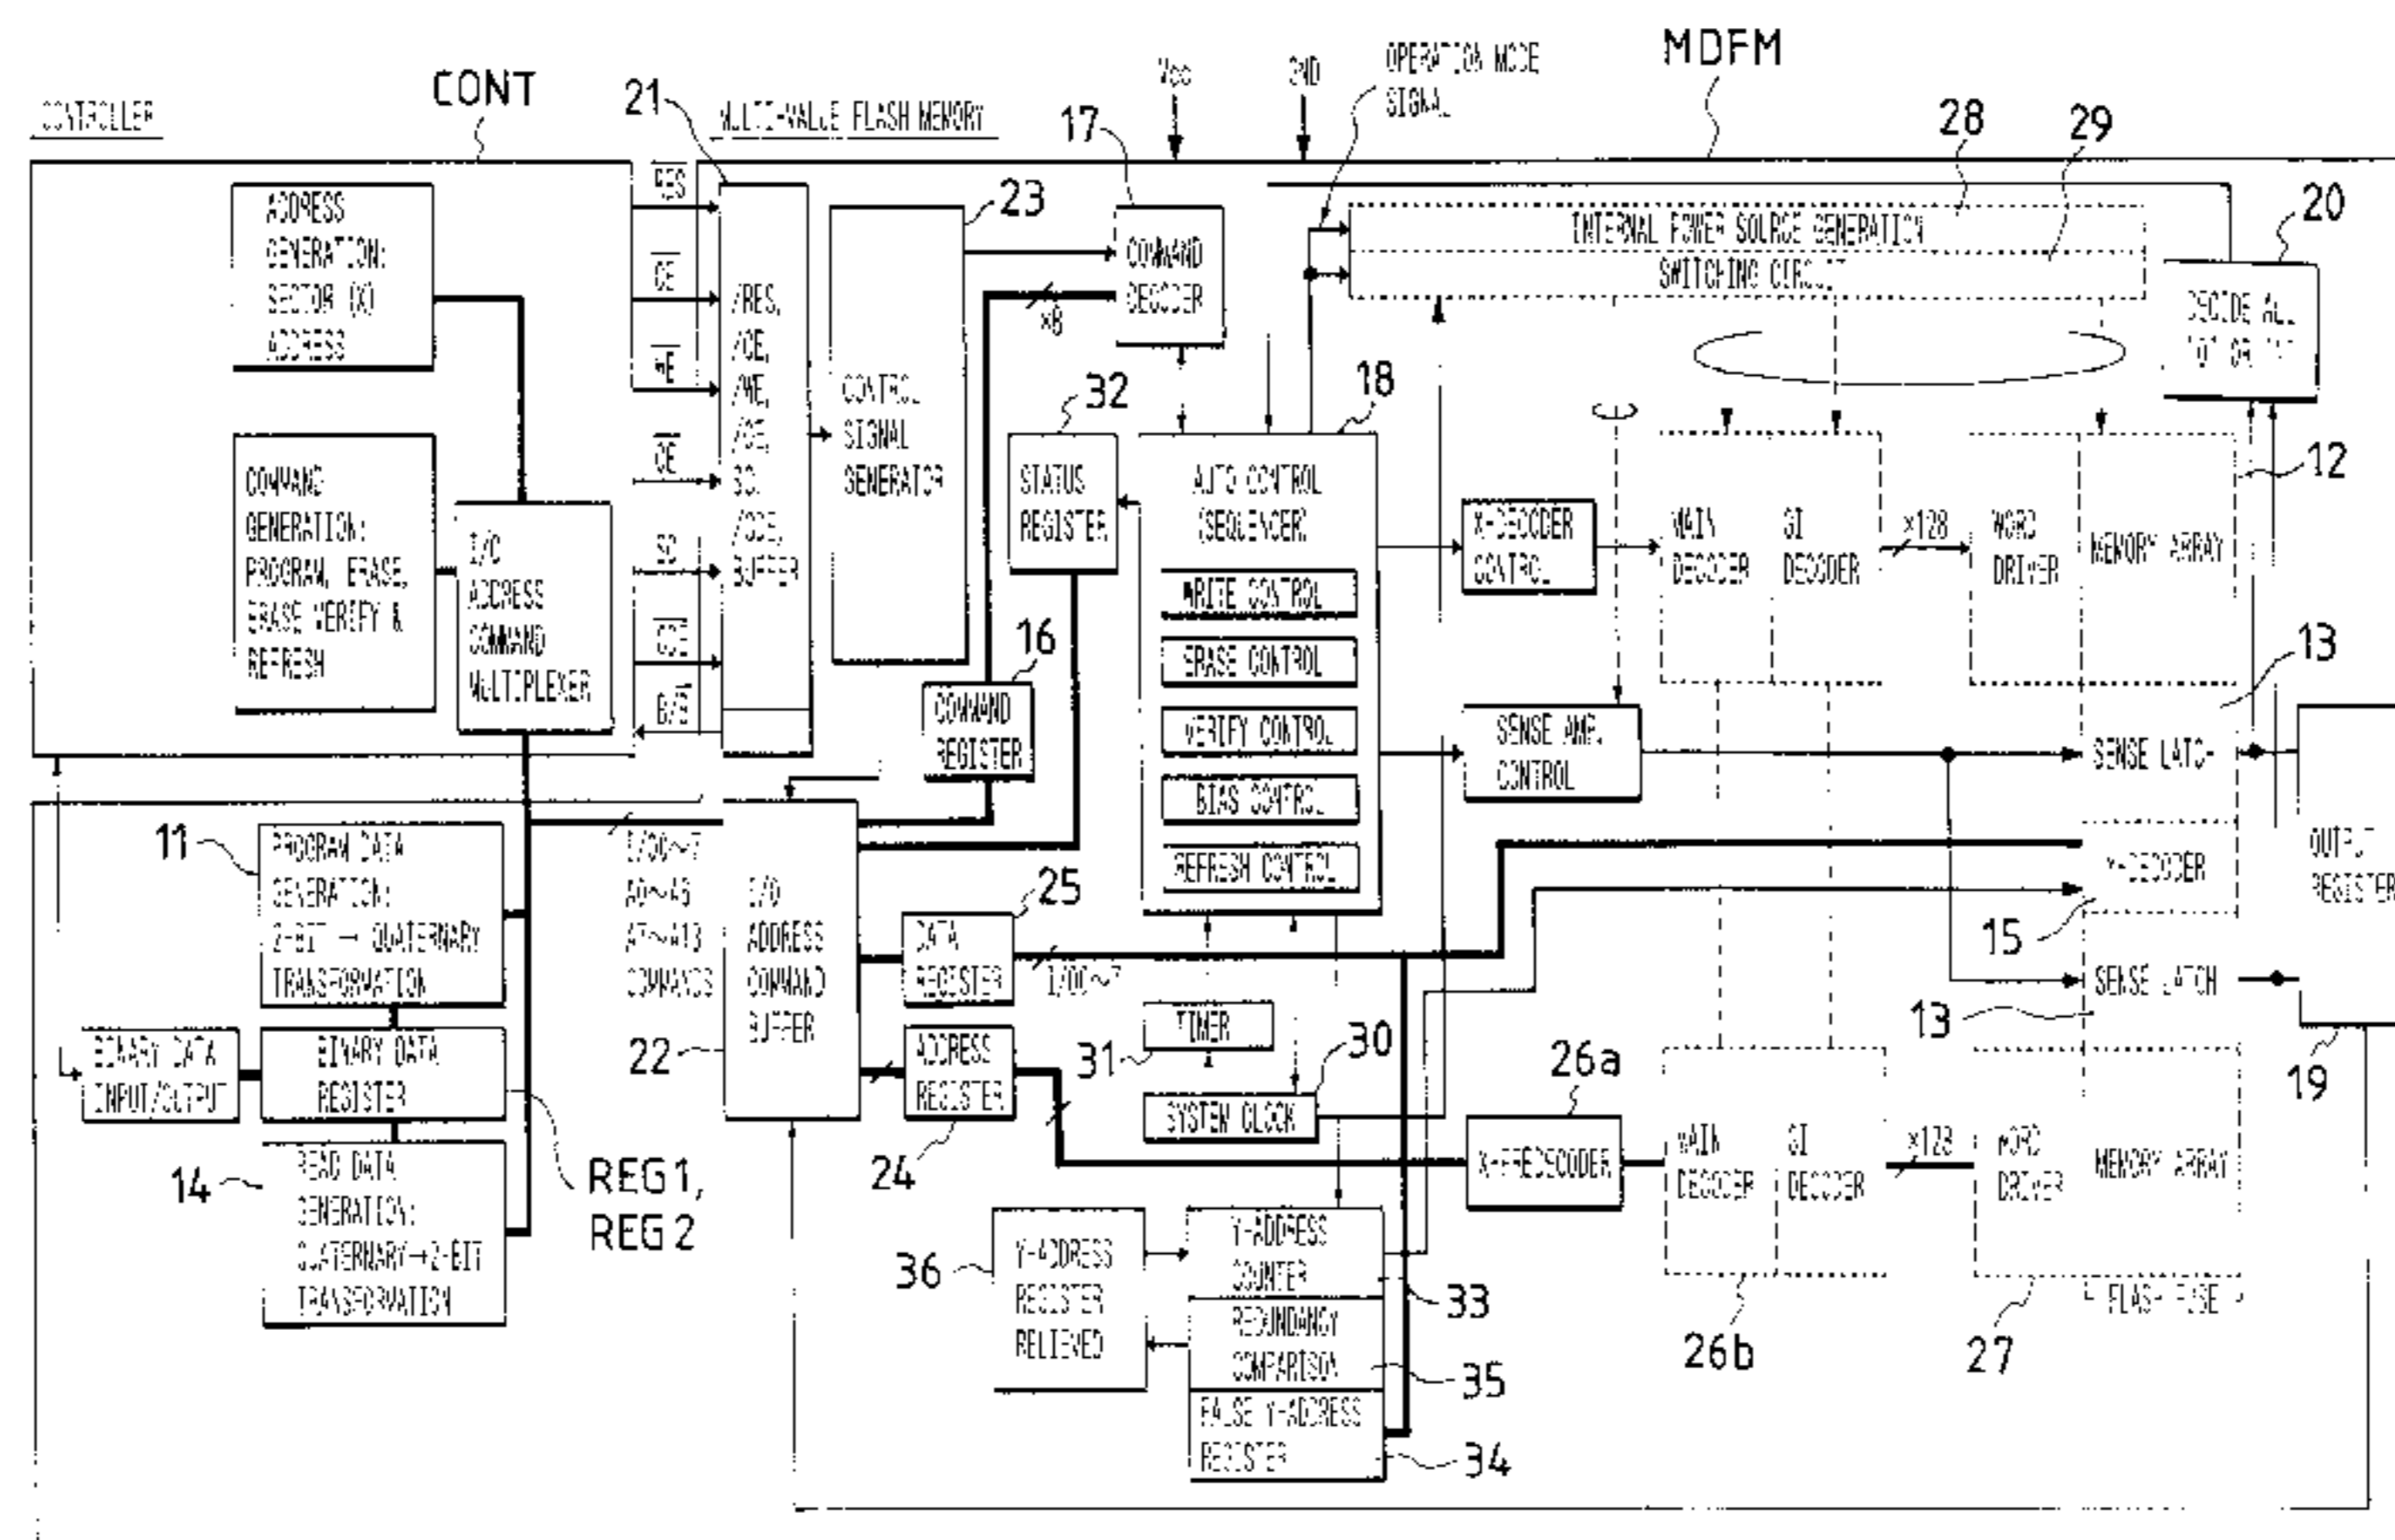 CONTROLLER
CONT
21
MULTI-VALUE FLASH MEMORY
17
Vcc
GND
OPERATION MODE
SIGNAL
MDFM
28
29
20
ADDRESS
GENERATION:
SECTOR (X)
ADDRESS
COMMAND
GENERATION:
PROGRAM, ERASE,
ERASE VERIFY &
REFRESH
I/O
ADDRESS
COMMAND
MULTIPLEXER
RES
CE
WE
OE
SC
CDE
/RES,
/CE,
/WE,
/OE,
SC,
/CDE,
BUFFER
23
CONTROL
SIGNAL
GENERATOR
COMMAND
DECODER
×8
INTERNAL POWER SOURCE GENERATION
SWITCHING CIRCUIT
DECIDE ALL
32
STATUS
REGISTER
18
AUTO CONTROL
(SEQUENCER)
WRITE CONTROL
ERASE CONTROL
VERIFY CONTROL
BIAS CONTROL
REFRESH CONTROL
16
COMMAND
REGISTER
X-DECODER
CONTROL
MAIN
DECODER
GI
DECODER
×128
WORD
DRIVER
MEMORY ARRAY
12
13
SENSE AMP.
CONTROL
SENSE LATCH
Y-DECODER
15
SENSE LATCH
13
OUTPUT
REGISTER
19
11
PROGRAM DATA
GENERATION:
2-BIT → QUATERNARY
TRANSFORMATION
BINARY DATA
INPUT/OUTPUT
BINARY DATA
REGISTER
14
READ DATA
GENERATION:
QUATERNARY→2-BIT
TRANSFORMATION
REG 1,
REG 2
I/O0~7
A7~A13
COMMANDS
I/O
ADDRESS
COMMAND
BUFFER
22
25
DATA
REGISTER
I/O0~7
ADDRESS
REGISTER
24
TIMER
31
30
SYSTEM CLOCK
26a
X-PREDECODER
MAIN
DECODER
GI
DECODER
×128
WORD
DRIVER
MEMORY ARRAY
FLASH FUSE
26b
27
36
Y-ADDRESS
REGISTER
RELIEVED
Y-ADDRESS
COUNTER
33
REDUNDANCY
COMPARISON
35
FALSE Y-ADDRESS
REGISTER
34